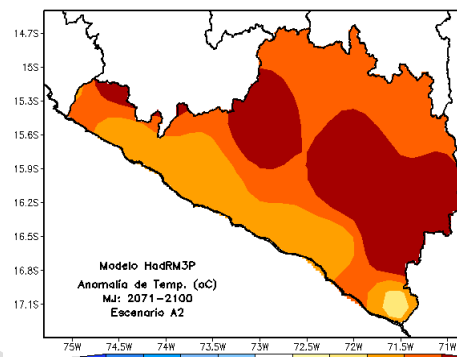 14.7S
15S
15.3S
15.6S
15.9S
16.2S
16.5S
16.8S
17.1S
Modelo HadRM3P
Anomalía de Temp. (oC)
MJ: 2071-2100
Escenario A2
75W 74.5W 74W 73.5W 73W 72.5W 72W 71.5W 71W